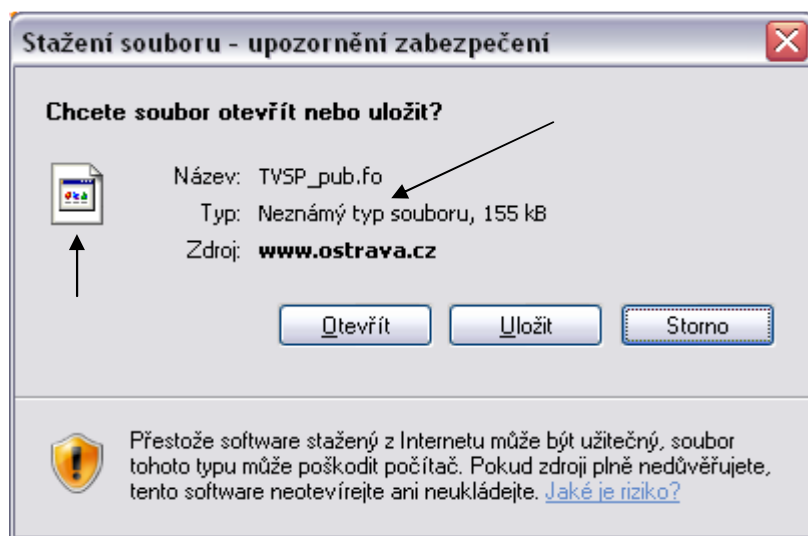 Stažení souboru - upozornění zabezpečení
Chcete soubor otevřít nebo uložit?
Název: TVSP_pub.fo
Typ: Neznámý typ souboru, 155 kB
Zdroj: www.ostrava.cz
Otevřít Uložit Storno
Přestože software stažený z Internetu může být užitečný, soubor
tohoto typu může poškodit počítač. Pokud zdroji plně nedůvěřujete,
tento software neotevírejte ani neukládejte. Jaké je riziko?